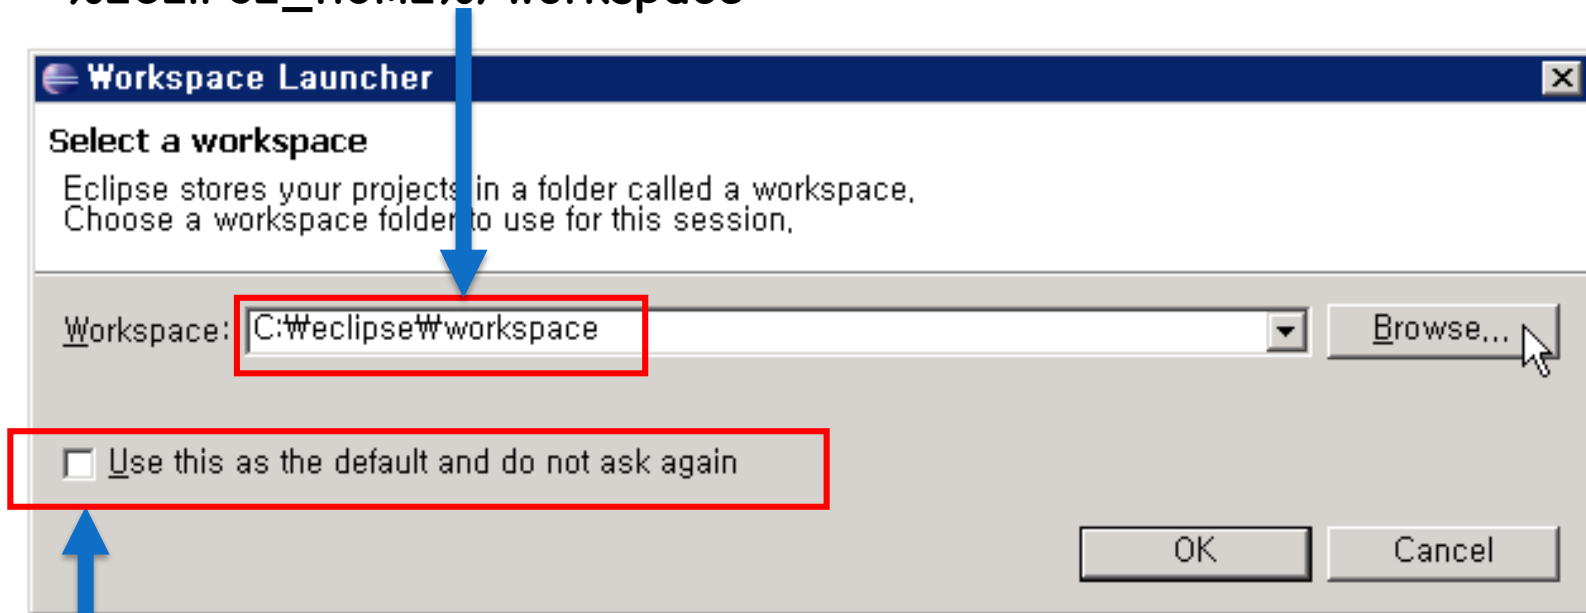 Workspace Launcher
Select a workspace
Eclipse stores your projects in a folder called a workspace.
Choose a workspace folder to use for this session.
Workspace: C:₩eclipse₩workspace Browse...
Use this as the default and do not ask again
OK Cancel